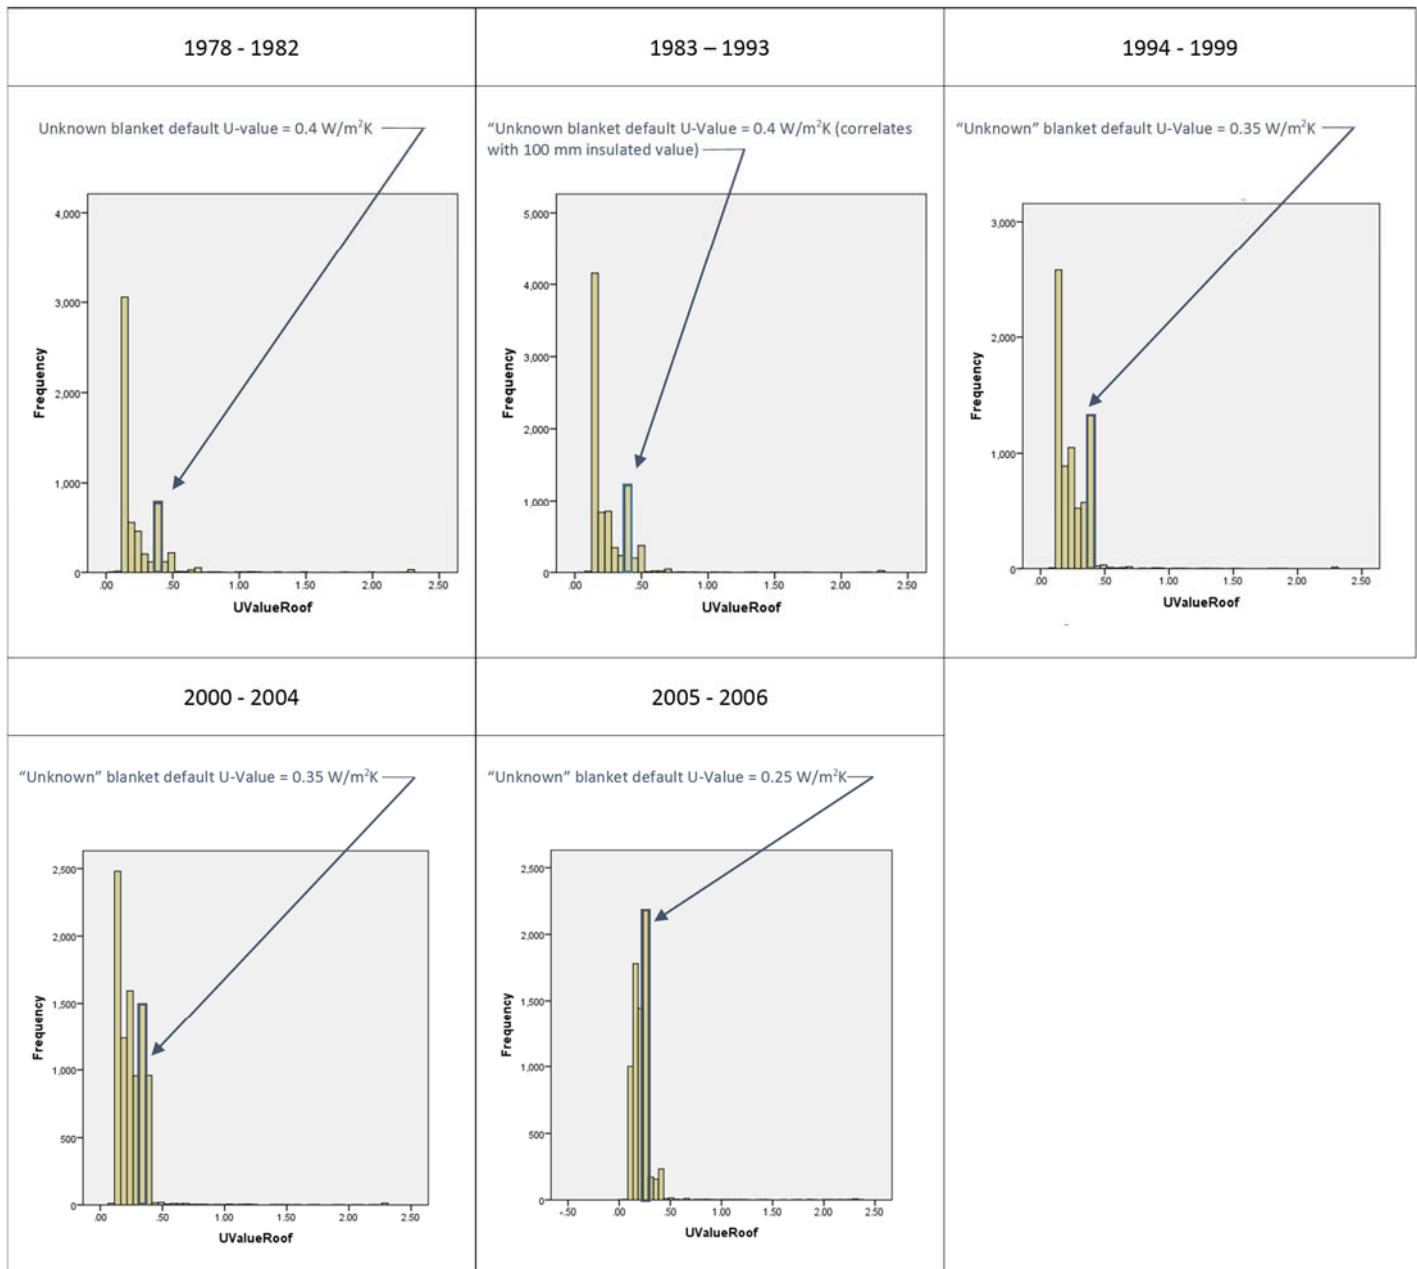 1978 - 1982
1983 – 1993
1994 - 1999
Unknown blanket default U-value = 0.4 W/m²K
“Unknown blanket default U-Value = 0.4 W/m²K (correlates
with 100 mm insulated value)
“Unknown” blanket default U-Value = 0.35 W/m²K
4,000
3,000
2,000
1,000
0
Frequency
.00 .50 1.00 1.50 2.00 2.50
UValueRoof
5,000
4,000
3,000
2,000
1,000
0
Frequency
.00 .50 1.00 1.50 2.00 2.50
UValueRoof
3,000
2,000
1,000
0
Frequency
.00 .50 1.00 1.50 2.00 2.50
UValueRoof
2000 - 2004
2005 - 2006
“Unknown” blanket default U-Value = 0.35 W/m²K
“Unknown” blanket default U-Value = 0.25 W/m²K
2,500
2,000
1,500
1,000
500
0
Frequency
.00 .50 1.00 1.50 2.00 2.50
UValueRoof
2,500
2,000
1,500
1,000
500
0
Frequency
-.50 .00 .50 1.00 1.50 2.00 2.50
UValueRoof